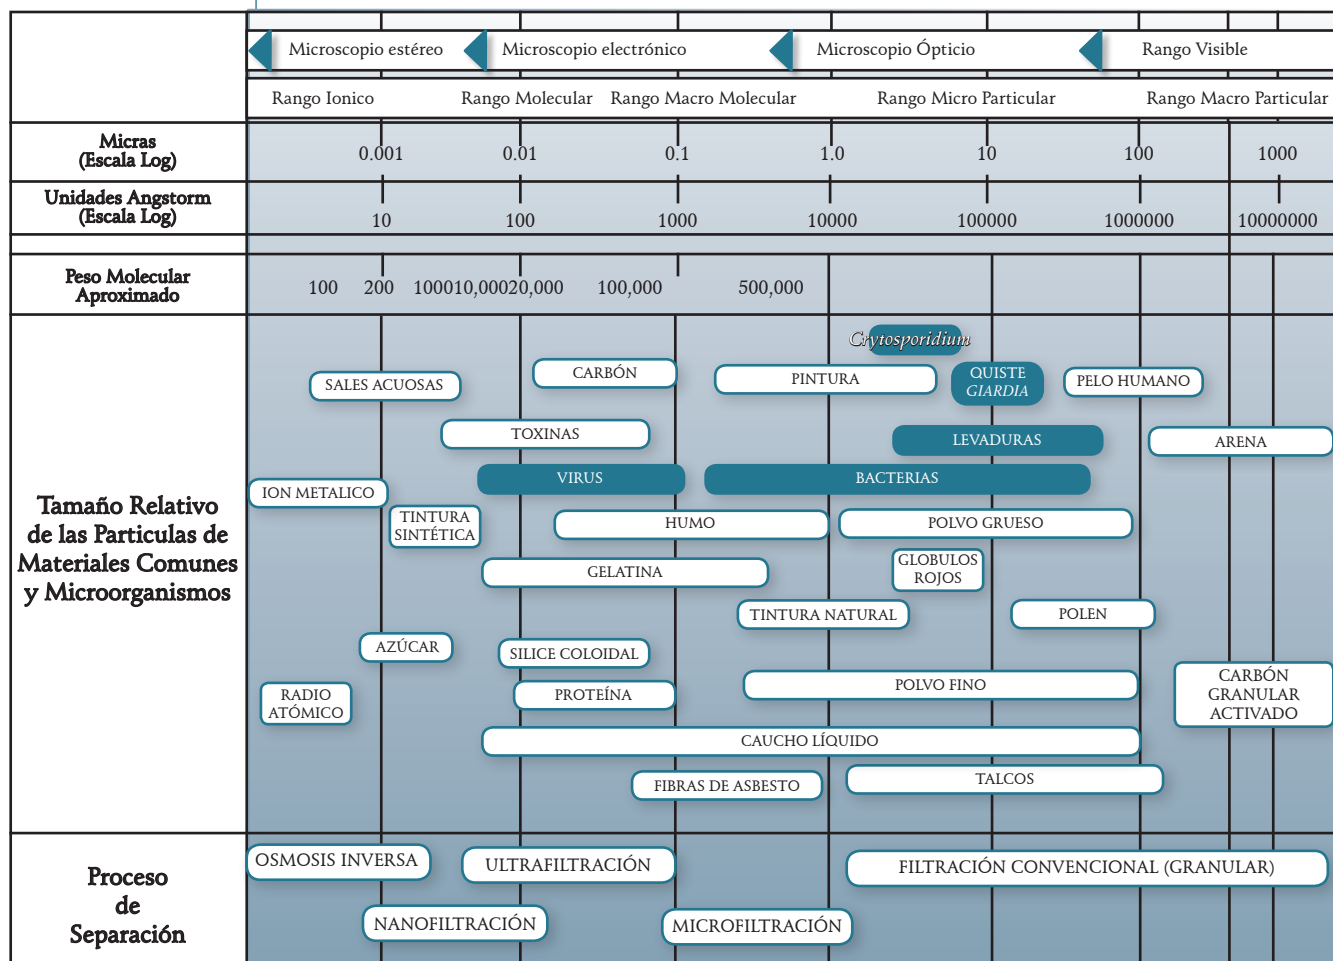 Microscopio estéreo Microscopio electrónico Microscopio Ópticio Rango Visible
Rango Ionico Rango Molecular Rango Macro Molecular Rango Micro Particular Rango Macro Particular
Micras
(Escala Log)
0.001 0.01 0.1 1.0 10 100 1000
Unidades Angstorm
(Escala Log)
10 100 1000 10000 100000 1000000 10000000
Peso Molecular
Aproximado
100 200 1000 10,000 20,000 100,000 500,000
Tamaño Relativo
de las Particulas de
Materiales Comunes
y Microorganismos
Crytosporidium
SALES ACUOSAS
CARBÓN
PINTURA
QUISTE
GIARDIA
PELO HUMANO
TOXINAS
LEVADURAS
ARENA
VIRUS
BACTERIAS
ION METALICO
TINTURA
SINTÉTICA
HUMO
POLVO GRUESO
GELATINA
GLOBULOS
ROJOS
TINTURA NATURAL
POLEN
AZÚCAR
SILICE COLOIDAL
RADIO
ATÓMICO
PROTEÍNA
POLVO FINO
CARBÓN
GRANULAR
ACTIVADO
CAUCHO LÍQUIDO
FIBRAS DE ASBESTO
TALCOS
Proceso
de
Separación
OSMOSIS INVERSA
ULTRAFILTRACIÓN
FILTRACIÓN CONVENCIONAL (GRANULAR)
NANOFILTRACIÓN
MICROFILTRACIÓN